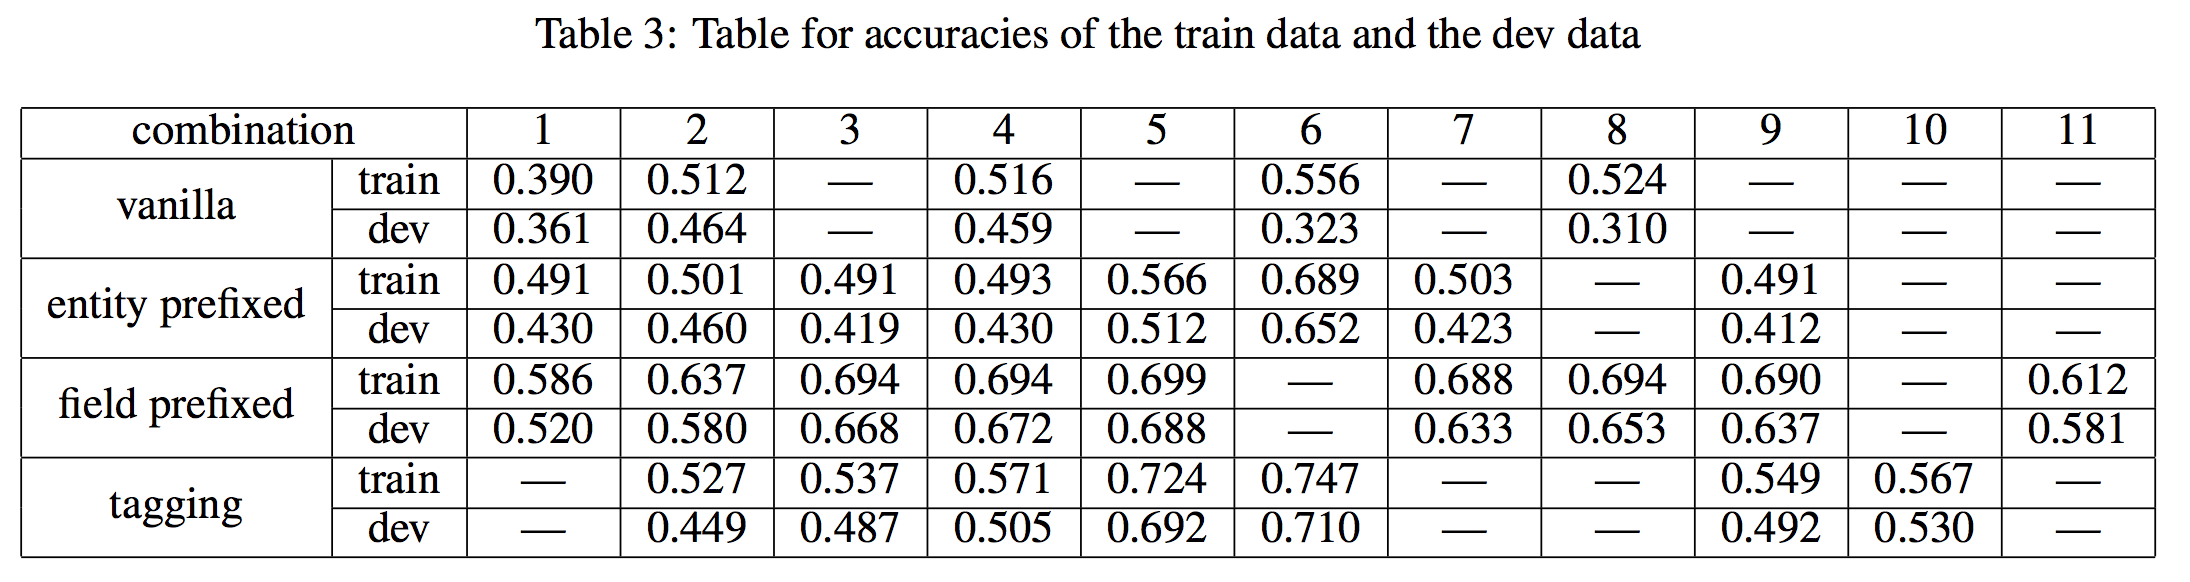 Table 3: Table for accuracies of the train data and the dev data
combination 1 2 3 4 5 6 7 8 9 10 11
vanilla
train 0.390 0.512 — 0.516 — 0.556 — 0.524 — — —
dev 0.361 0.464 — 0.459 — 0.323 — 0.310 — — —
entity prefixed
train 0.491 0.501 0.491 0.493 0.566 0.689 0.503 — 0.491 — —
dev 0.430 0.460 0.419 0.430 0.512 0.652 0.423 — 0.412 — —
field prefixed
train 0.586 0.637 0.694 0.694 0.699 — 0.688 0.694 0.690 — 0.612
dev 0.520 0.580 0.668 0.672 0.688 — 0.633 0.653 0.637 — 0.581
tagging
train — 0.527 0.537 0.571 0.724 0.747 — — 0.549 0.567 —
dev — 0.449 0.487 0.505 0.692 0.710 — — 0.492 0.530 —